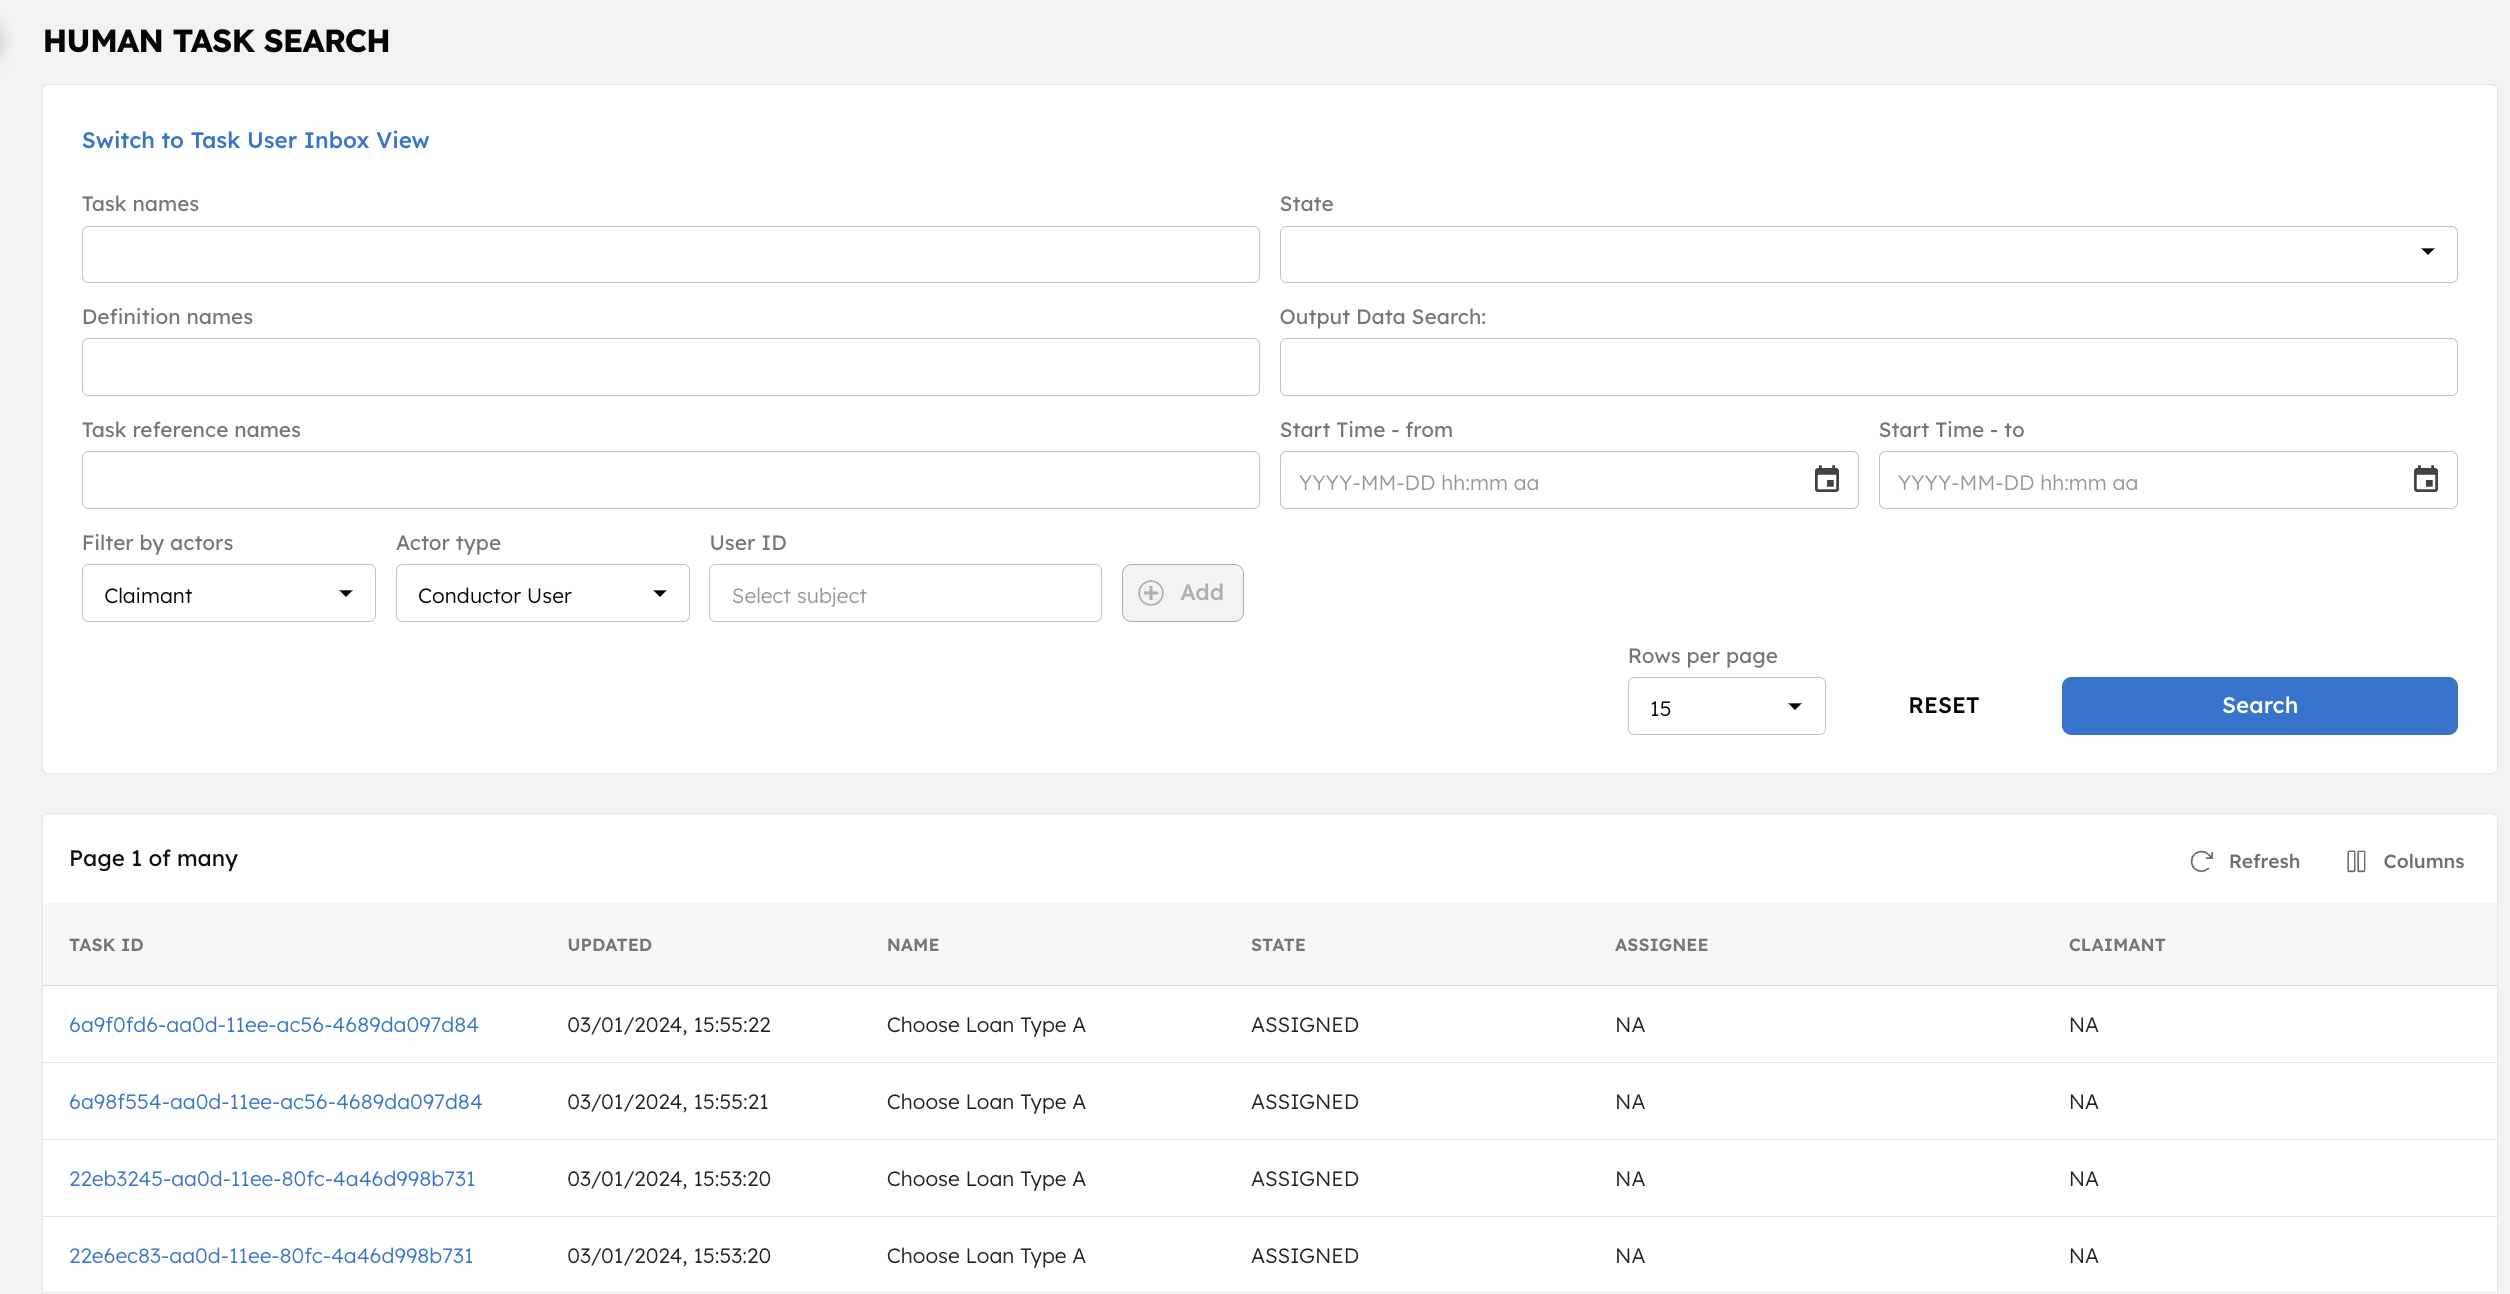 HUMAN TASK SEARCH
Switch to Task User Inbox View
Task names State
Definition names Output Data Search:
Task reference names Start Time - from Start Time - to
YYYY-MM-DD hh:mm aa YYYY-MM-DD hh:mm aa
Filter by actors Actor type User ID
Claimant Conductor User Select subject Add
Rows per page
15 RESET Search
Page 1 of many Refresh Columns
TASK ID UPDATED NAME STATE ASSIGNEE CLAIMANT
6a9f0fd6-aa0d-11ee-ac56-4689da097d84 03/01/2024, 15:55:22 Choose Loan Type A ASSIGNED NA NA
6a98f554-aa0d-11ee-ac56-4689da097d84 03/01/2024, 15:55:21 Choose Loan Type A ASSIGNED NA NA
22eb3245-aa0d-11ee-80fc-4a46d998b731 03/01/2024, 15:53:20 Choose Loan Type A ASSIGNED NA NA
22e6ec83-aa0d-11ee-80fc-4a46d998b731 03/01/2024, 15:53:20 Choose Loan Type A ASSIGNED NA NA